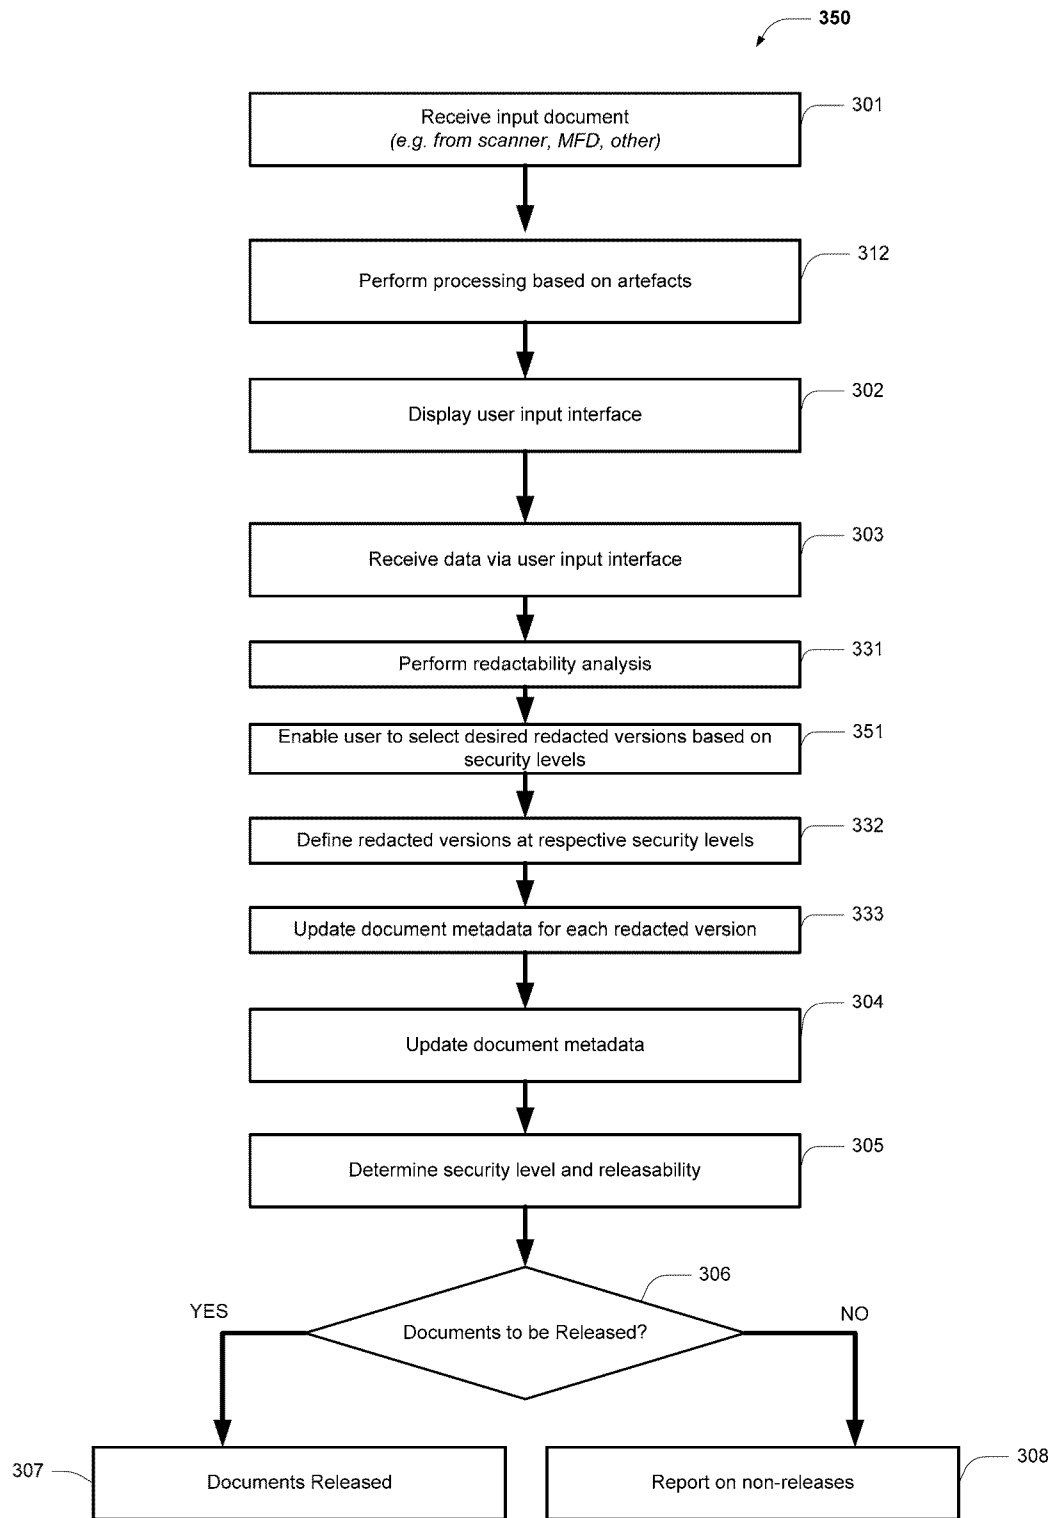 350
Receive input document
(e.g. from scanner, MFD, other)
301
Perform processing based on artefacts
312
Display user input interface
302
Receive data via user input interface
303
Perform redactability analysis
331
Enable user to select desired redacted versions based on
security levels
351
Define redacted versions at respective security levels
332
Update document metadata for each redacted version
333
Update document metadata
304
Determine security level and releasability
305
306
YES
NO
Documents to be Released?
307
Documents Released
Report on non-releases
308